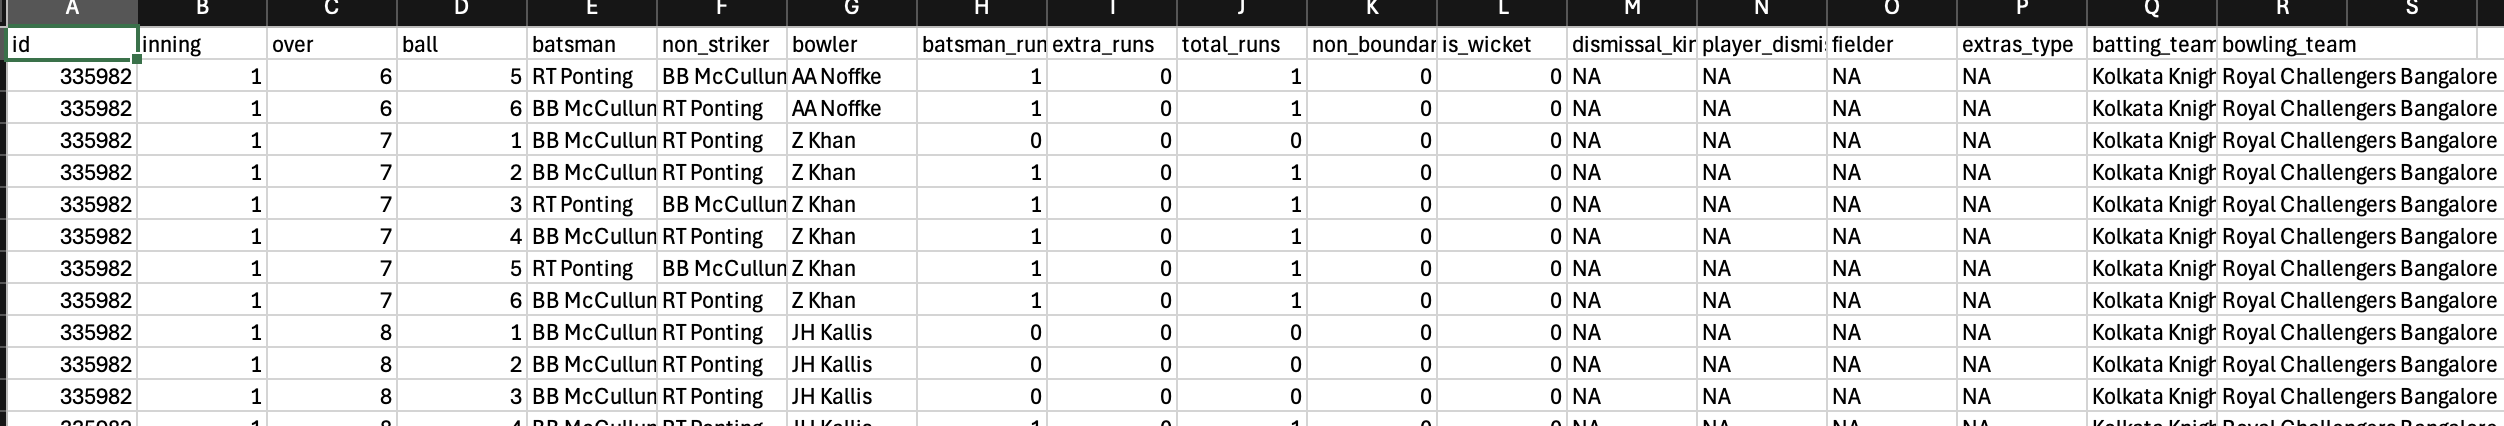 A B C D E F G H I J K L M N O P Q R S
id inning over ball batsman non_striker bowler batsman_run extra_runs total_runs non_boundar is_wicket dismissal_kin player_dismi fielder extras_type batting_team bowling_team
335982 1 6 5 RT Ponting BB McCullun AA Noffke 1 0 1 0 0 NA NA NA NA Kolkata Knigh Royal Challengers Bangalore
335982 1 6 6 BB McCullun RT Ponting AA Noffke 1 0 1 0 0 NA NA NA NA Kolkata Knigh Royal Challengers Bangalore
335982 1 7 1 BB McCullun RT Ponting Z Khan 0 0 0 0 0 NA NA NA NA Kolkata Knigh Royal Challengers Bangalore
335982 1 7 2 BB McCullun RT Ponting Z Khan 1 0 1 0 0 NA NA NA NA Kolkata Knigh Royal Challengers Bangalore
335982 1 7 3 RT Ponting BB McCullun Z Khan 1 0 1 0 0 NA NA NA NA Kolkata Knigh Royal Challengers Bangalore
335982 1 7 4 BB McCullun RT Ponting Z Khan 1 0 1 0 0 NA NA NA NA Kolkata Knigh Royal Challengers Bangalore
335982 1 7 5 RT Ponting BB McCullun Z Khan 1 0 1 0 0 NA NA NA NA Kolkata Knigh Royal Challengers Bangalore
335982 1 7 6 BB McCullun RT Ponting Z Khan 1 0 1 0 0 NA NA NA NA Kolkata Knigh Royal Challengers Bangalore
335982 1 8 1 BB McCullun RT Ponting JH Kallis 0 0 0 0 0 NA NA NA NA Kolkata Knigh Royal Challengers Bangalore
335982 1 8 2 BB McCullun RT Ponting JH Kallis 0 0 0 0 0 NA NA NA NA Kolkata Knigh Royal Challengers Bangalore
335982 1 8 3 BB McCullun RT Ponting JH Kallis 0 0 0 0 0 NA NA NA NA Kolkata Knigh Royal Challengers Bangalore